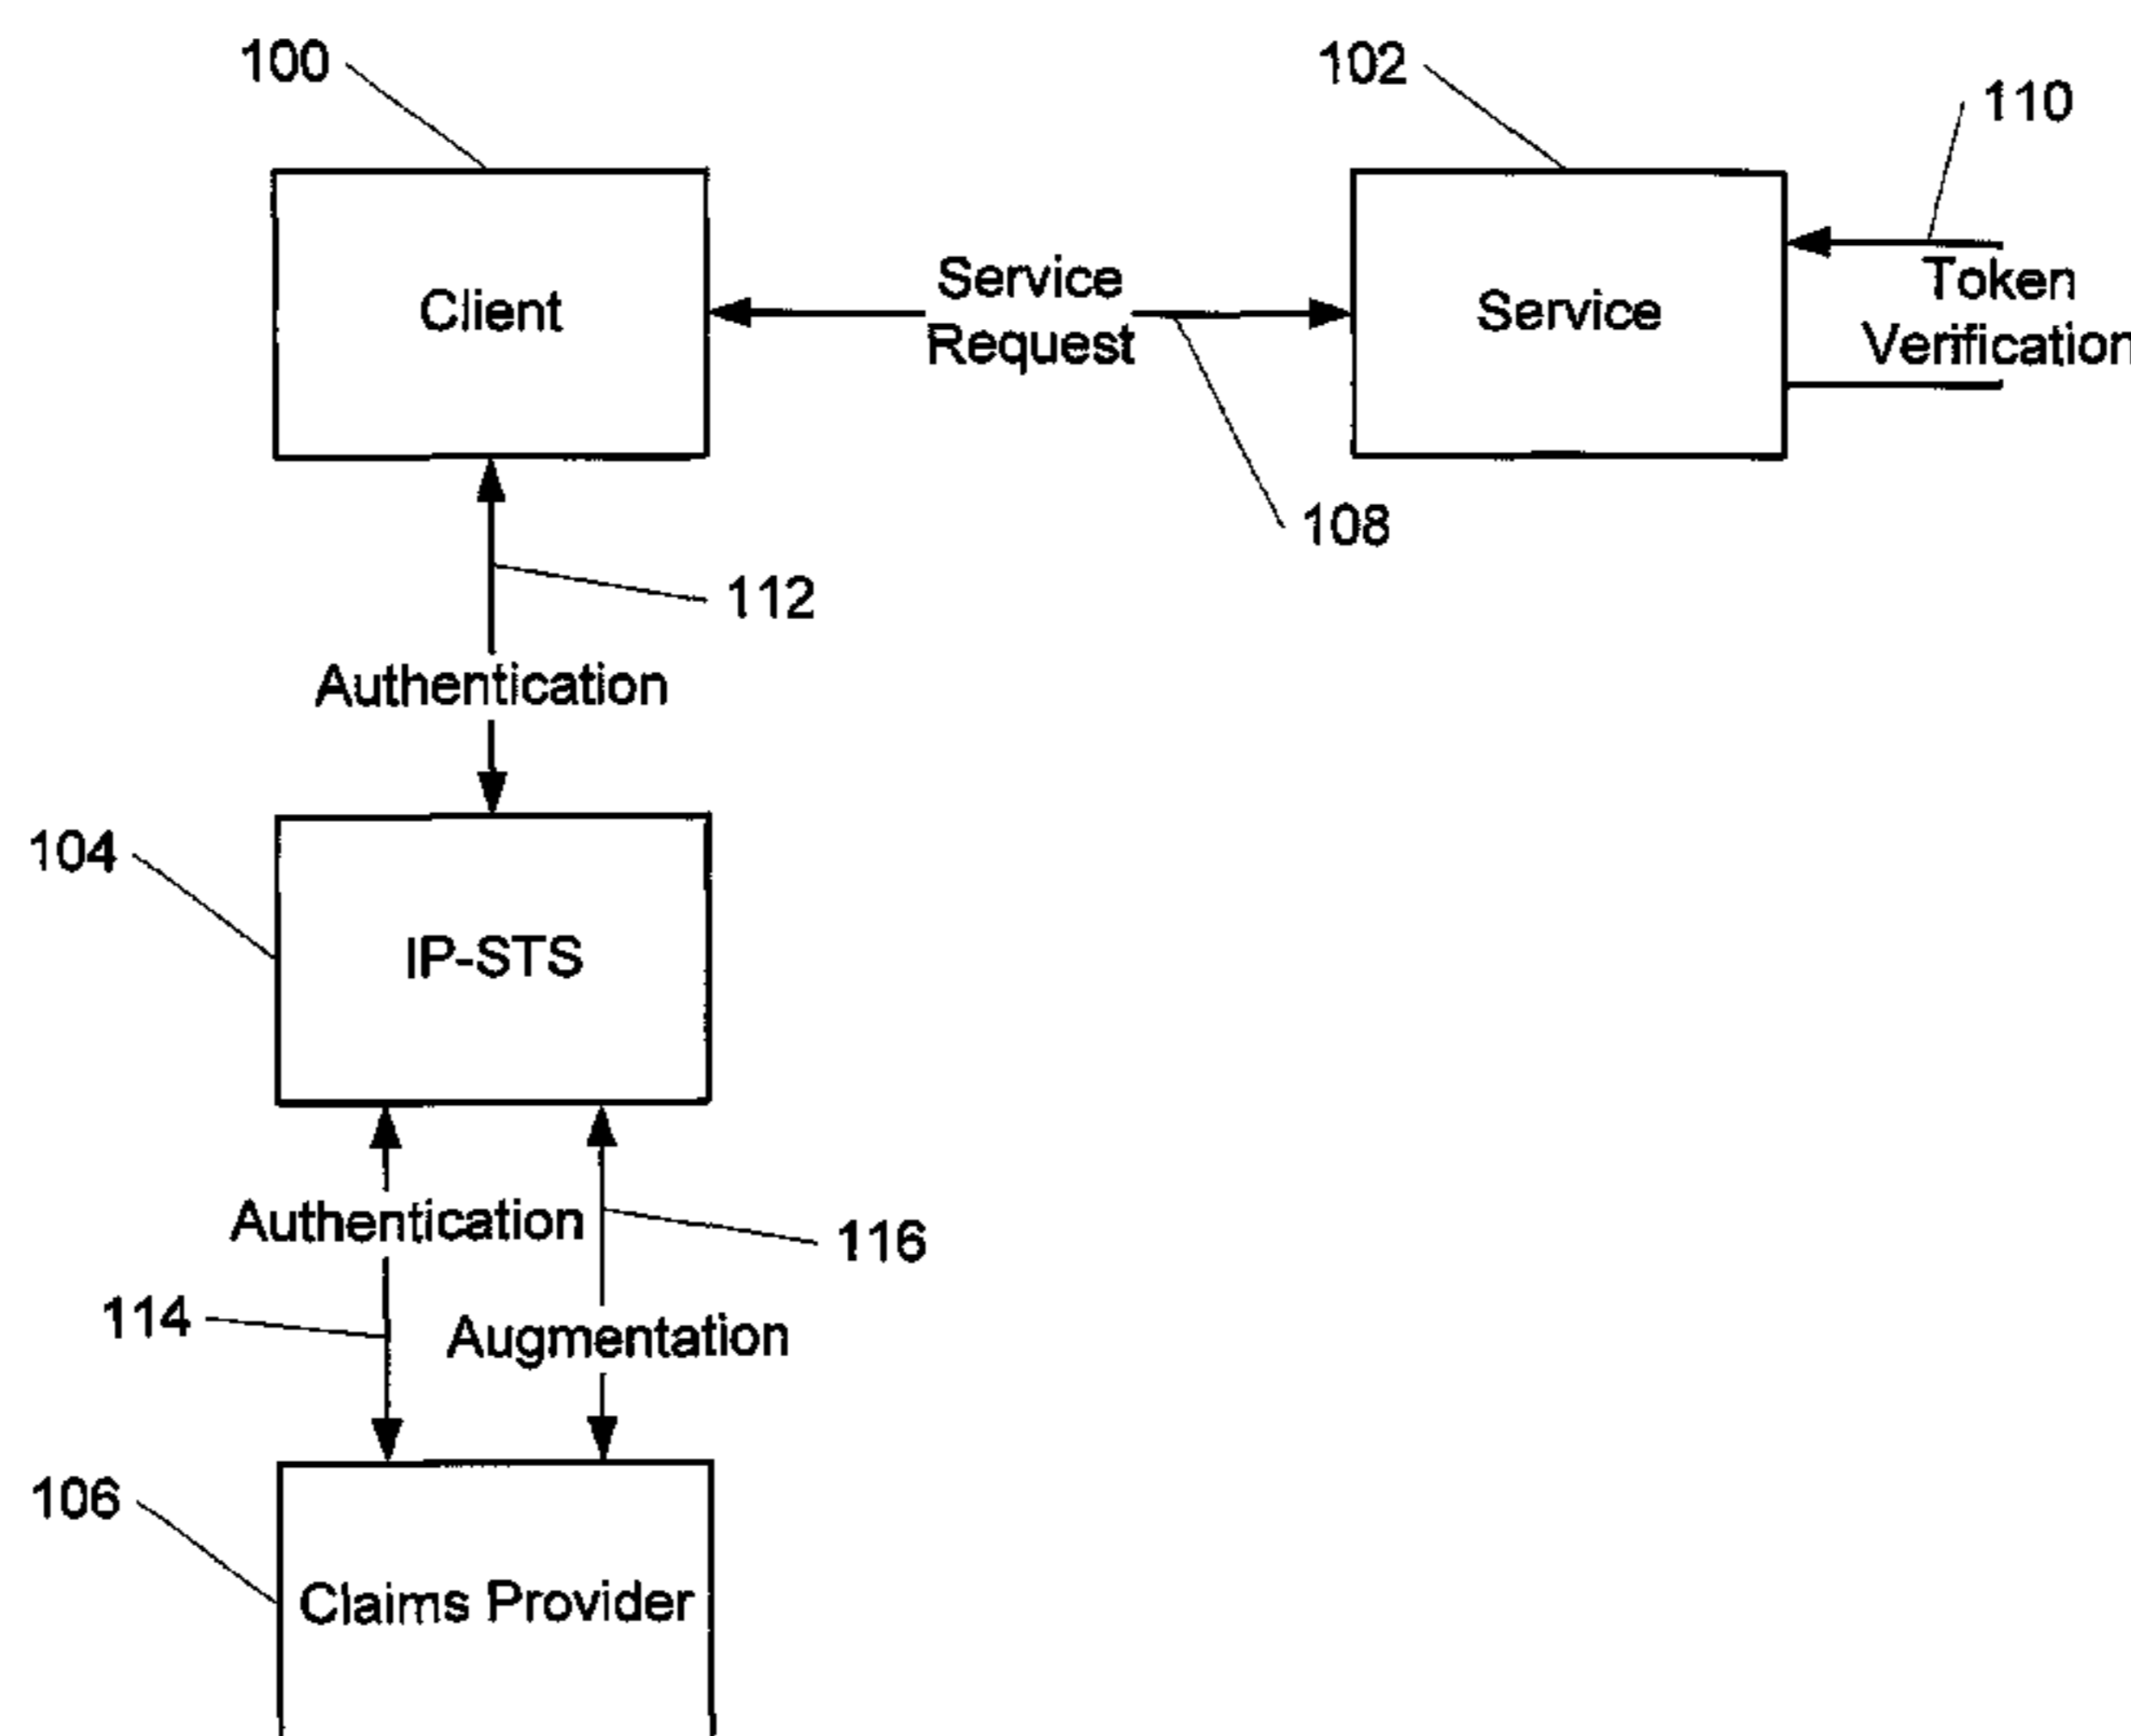 100
102
110
Client
Service
Request
Service
Token
Verification
108
112
Authentication
104
IP-STS
Authentication
116
114
Augmentation
106
Claims Provider